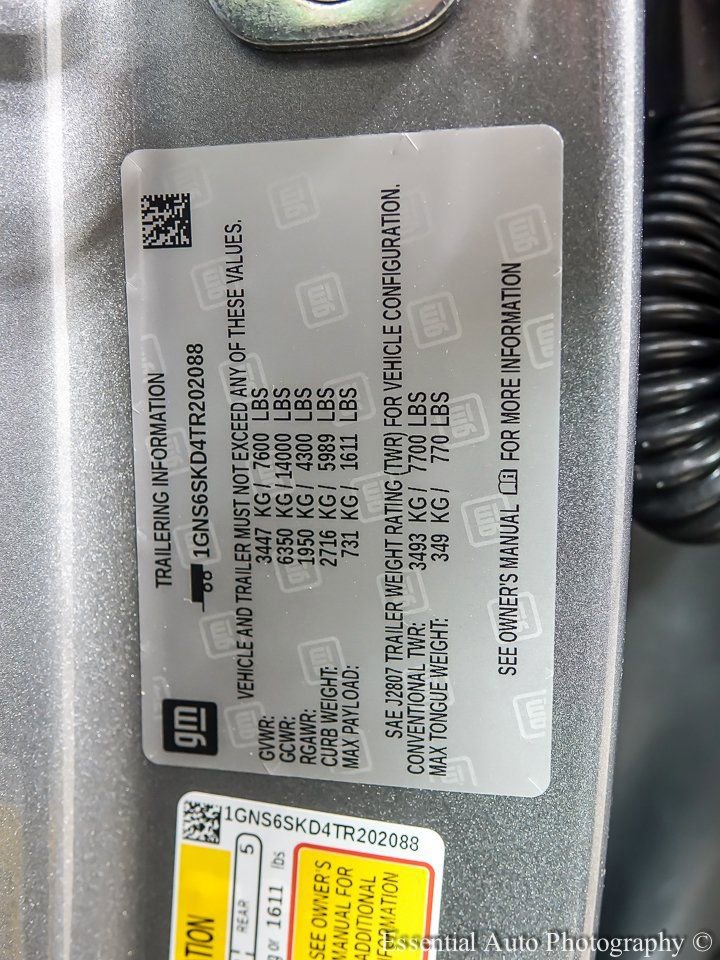 gm
TRAILERING INFORMATION
1GNS6SKD4TR202088
VEHICLE AND TRAILER MUST NOT EXCEED ANY OF THESE VALUES.
GVWR: 3447 KG / 7600 LBS
GCWR: 6350 KG / 14000 LBS
RGAWR: 1950 KG / 4300 LBS
CURB WEIGHT: 2716 KG / 5989 LBS
MAX PAYLOAD: 731 KG / 1611 LBS
SAE J2807 TRAILER WEIGHT RATING (TWR) FOR VEHICLE CONFIGURATION.
CONVENTIONAL TWR: 3493 KG / 7700 LBS
MAX TONGUE WEIGHT: 349 KG / 770 LBS
SEE OWNER'S MANUAL FOR MORE INFORMATION
1GNS6SKD4TR202088
REAR 5
or 1611 lbs
SEE OWNER'S
MANUAL FOR
ADDITIONAL
Essential Auto Photography ©